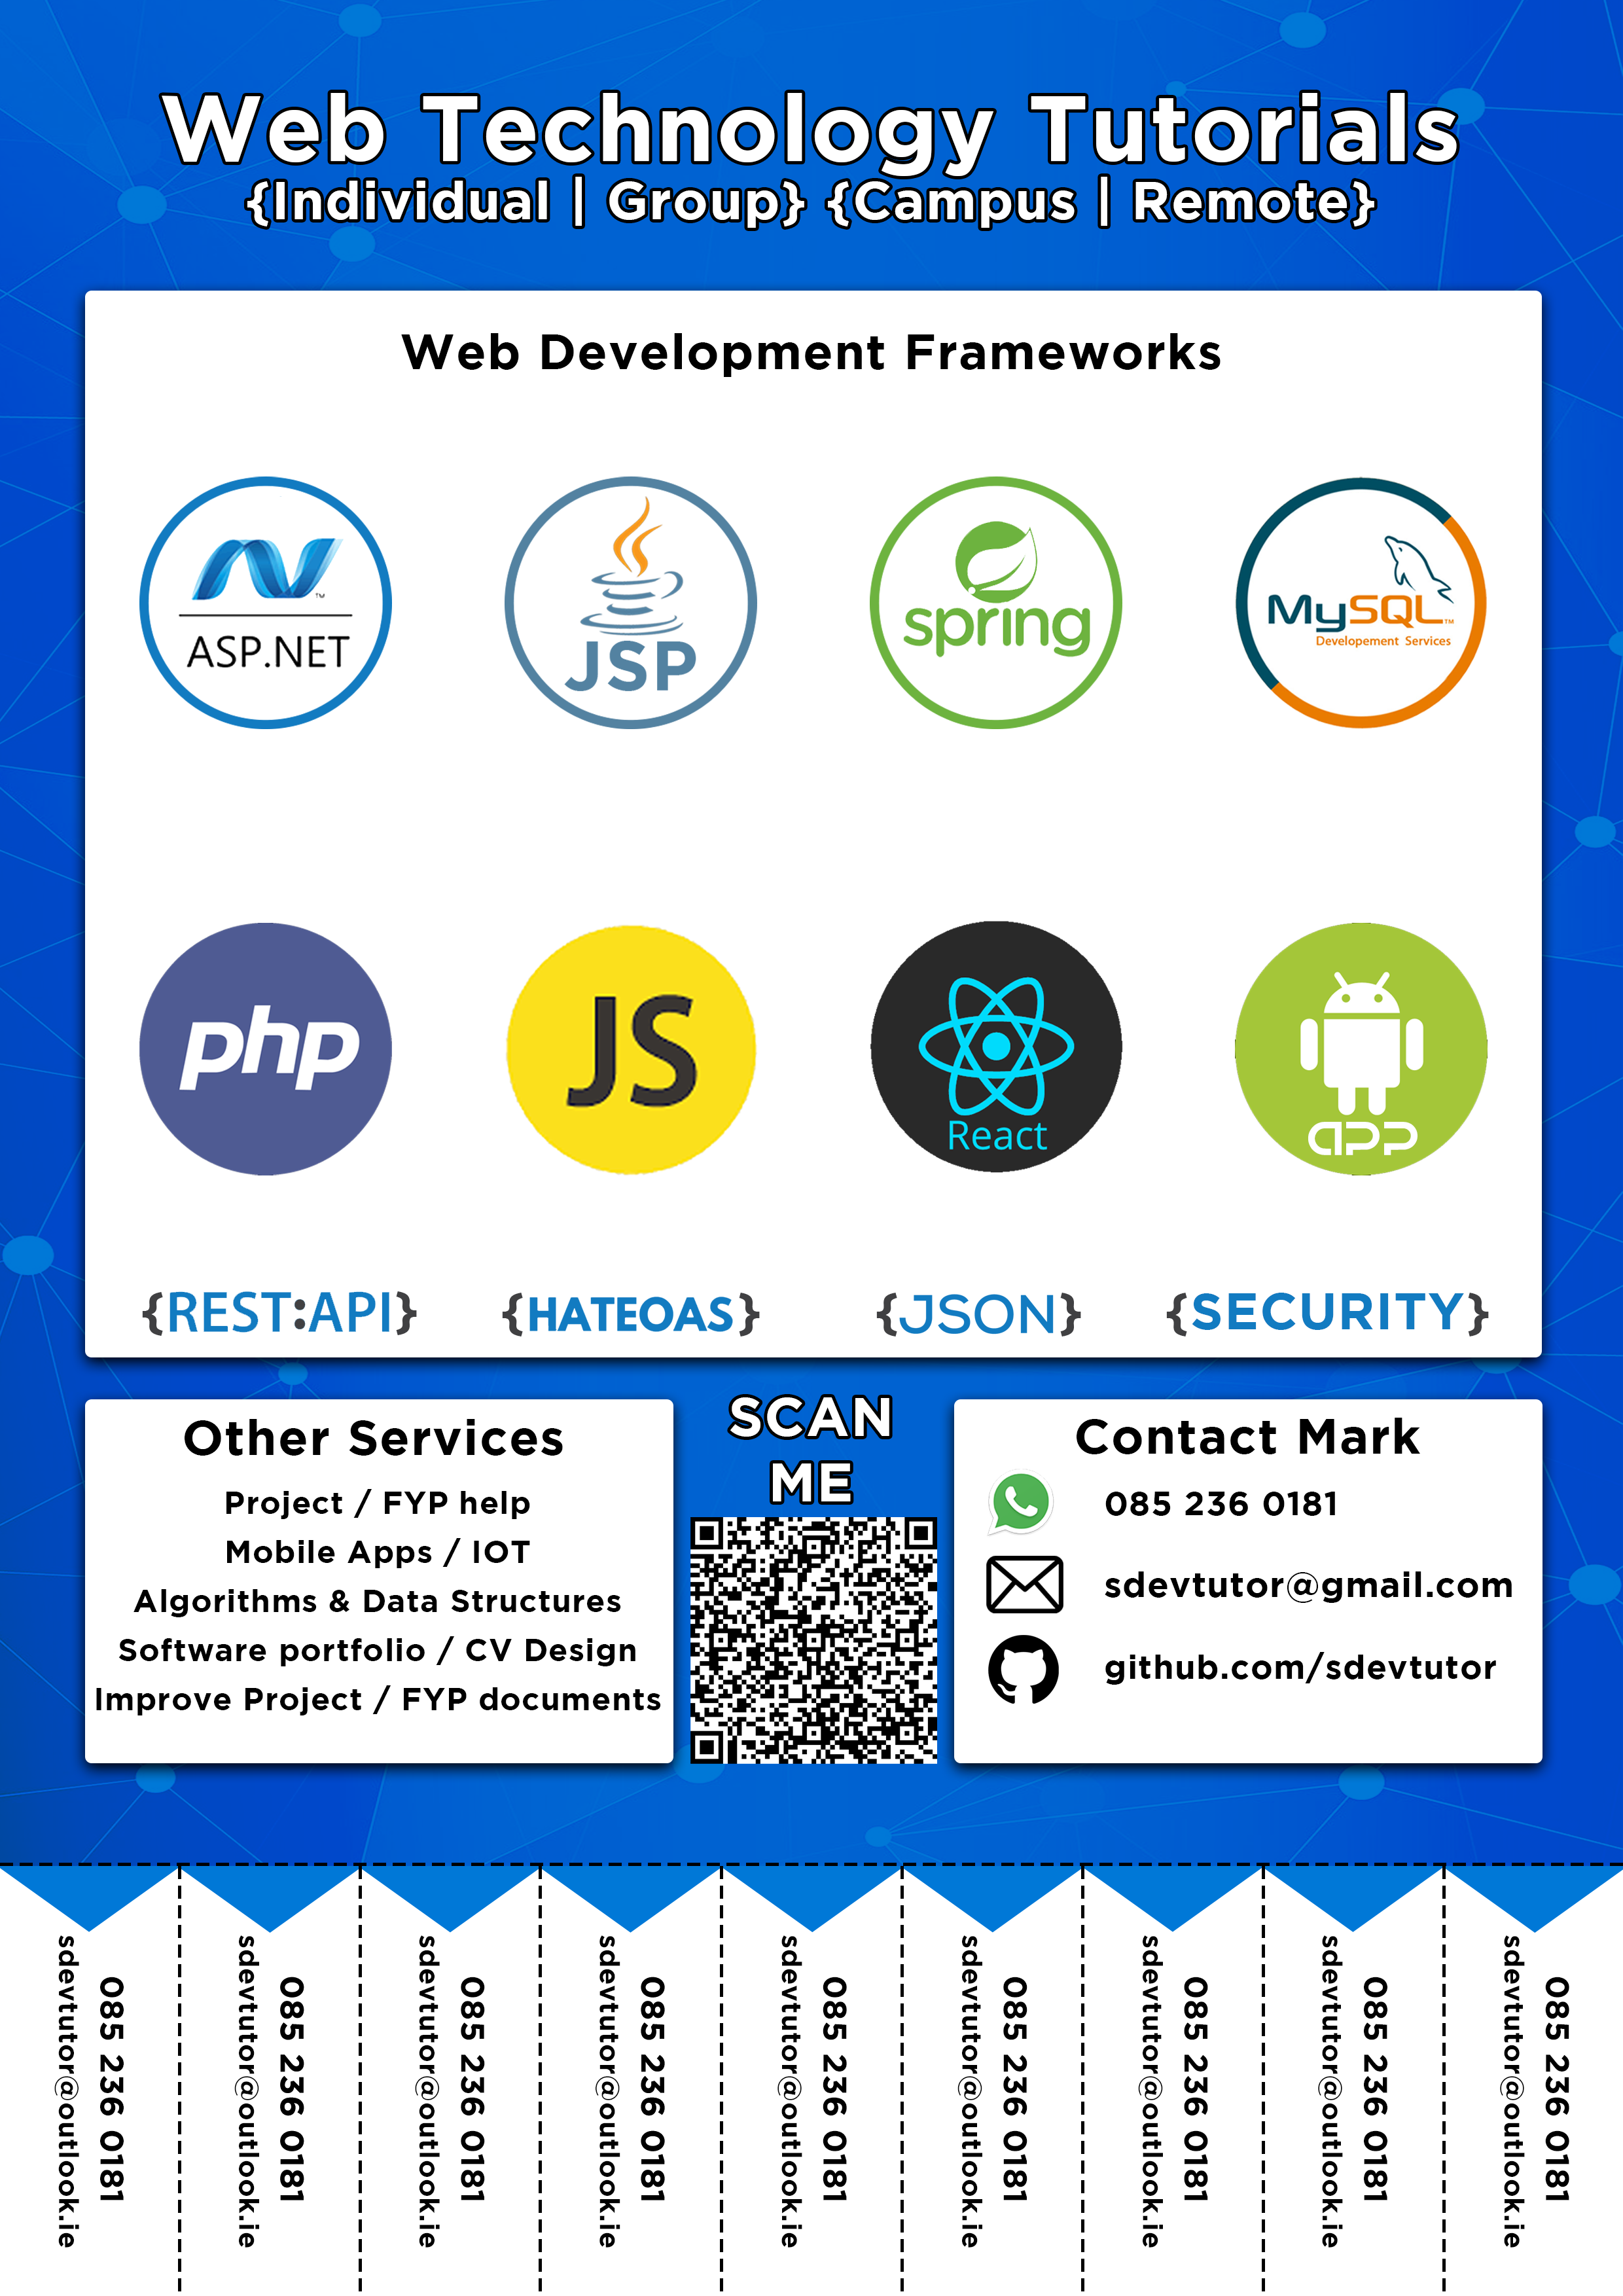 Web Technology Tutorials
{Individual | Group} {Campus | Remote}
Web Development Frameworks
ASP.NET
JSP
spring
MySQL™
Developement Services
php
JS
React
app
{REST:API}
{HATEOAS}
{JSON}
{SECURITY}
Other Services
Project / FYP help
Mobile Apps / IOT
Algorithms & Data Structures
Software portfolio / CV Design
Improve Project / FYP documents
SCAN
ME
Contact Mark
085 236 0181
sdevtutor@gmail.com
github.com/sdevtutor
085 236 0181
sdevtutor@outlook.ie
085 236 0181
sdevtutor@outlook.ie
085 236 0181
sdevtutor@outlook.ie
085 236 0181
sdevtutor@outlook.ie
085 236 0181
sdevtutor@outlook.ie
085 236 0181
sdevtutor@outlook.ie
085 236 0181
sdevtutor@outlook.ie
085 236 0181
sdevtutor@outlook.ie
085 236 0181
sdevtutor@outlook.ie